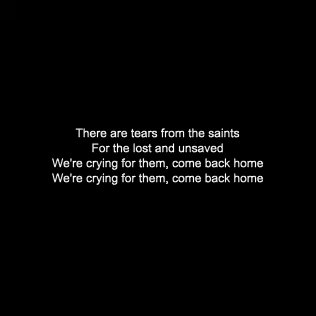 There are tears from the saints
For the lost and unsaved
We're crying for them, come back home
We're crying for them, come back home